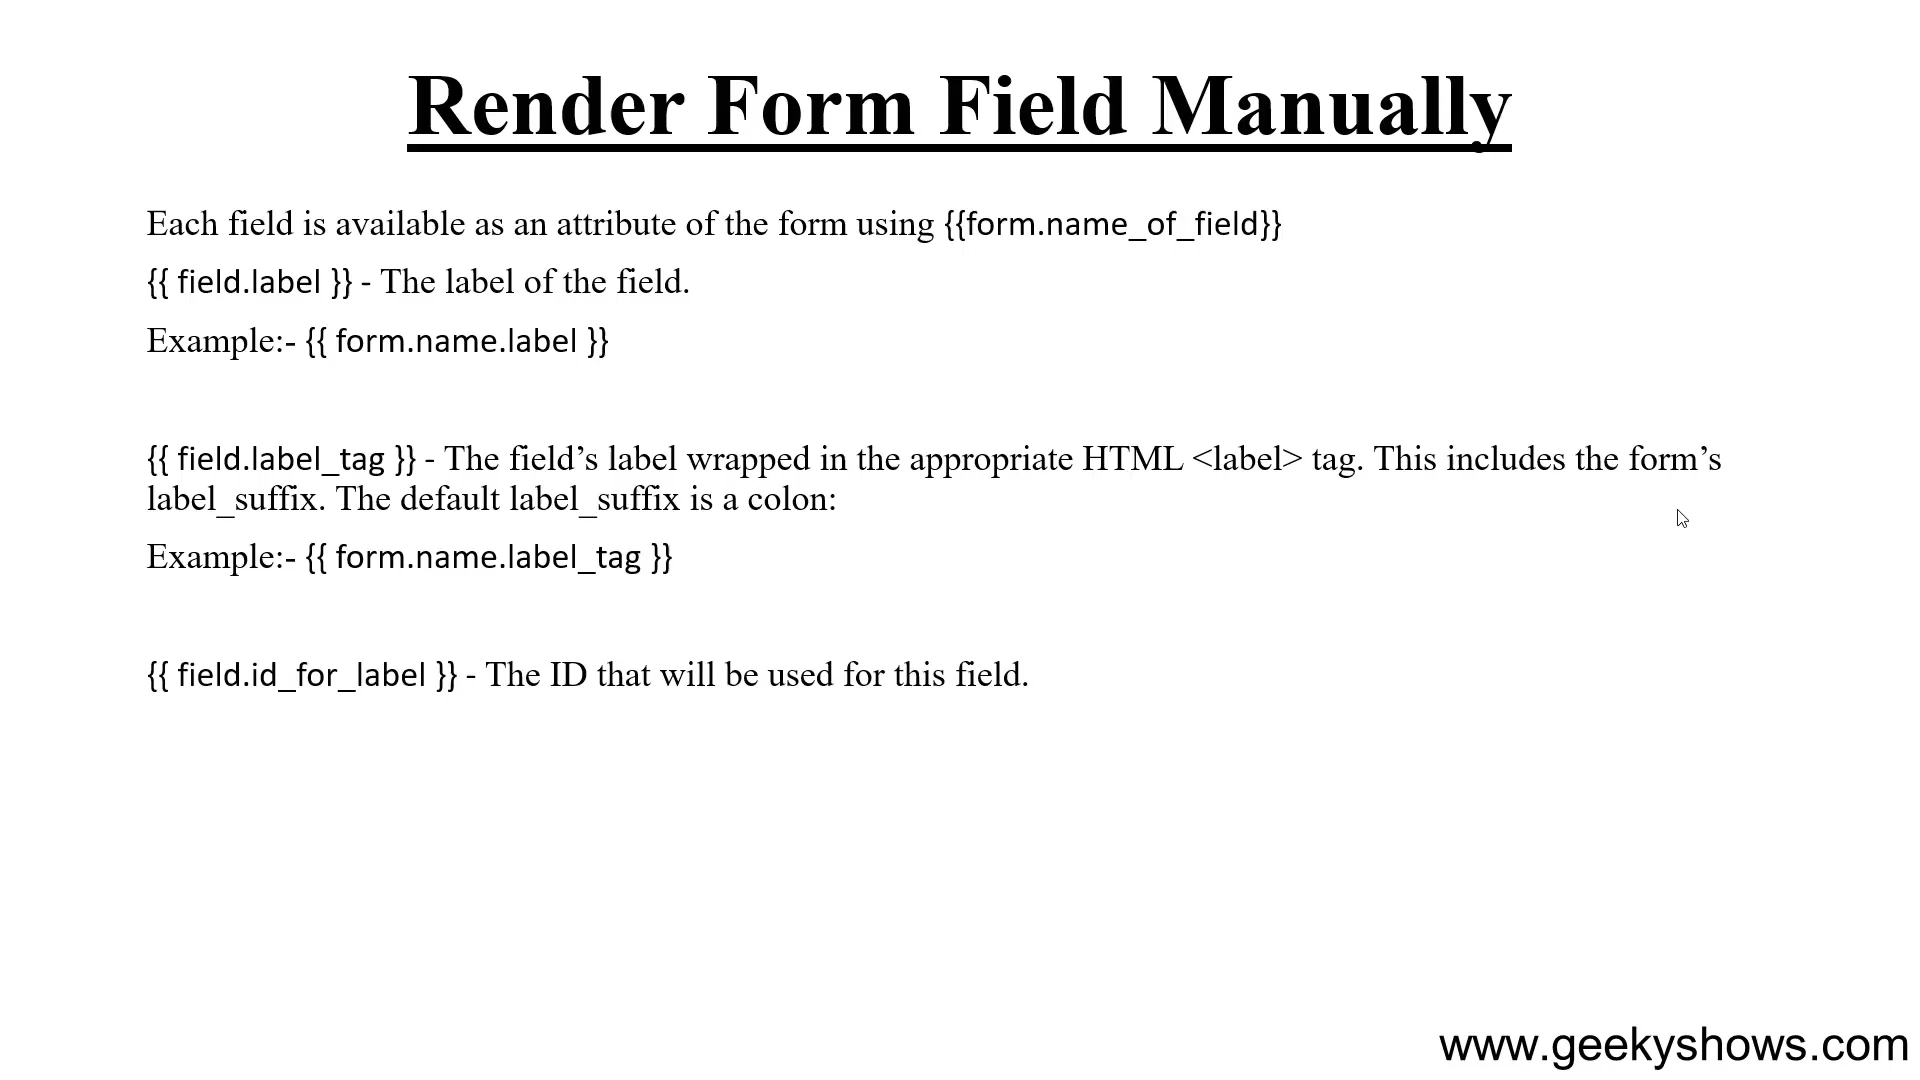 Render Form Field Manually
Each field is available as an attribute of the form using {{form.name_of_field}}
{{ field.label }} - The label of the field.
Example:- {{ form.name.label }}
{{ field.label_tag }} - The field’s label wrapped in the appropriate HTML <label> tag. This includes the form’s
label_suffix. The default label_suffix is a colon:
Example:- {{ form.name.label_tag }}
{{ field.id_for_label }} - The ID that will be used for this field.
www.geekyshows.com